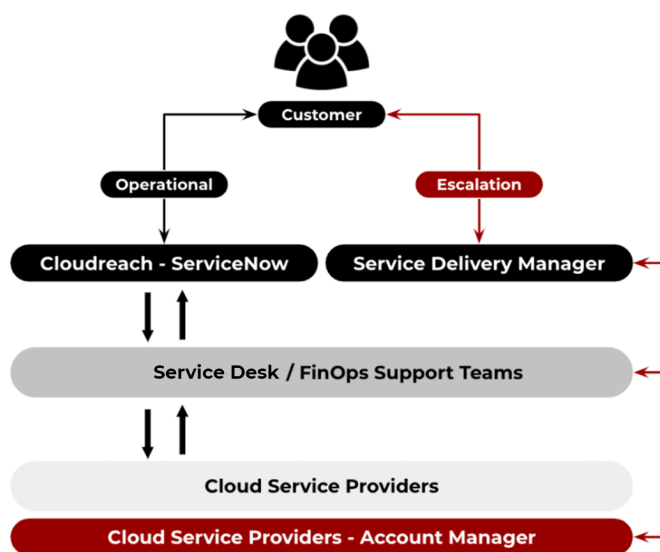 Customer
Operational
Escalation
Cloudreach - ServiceNow
Service Delivery Manager
Service Desk / FinOps Support Teams
Cloud Service Providers
Cloud Service Providers - Account Manager